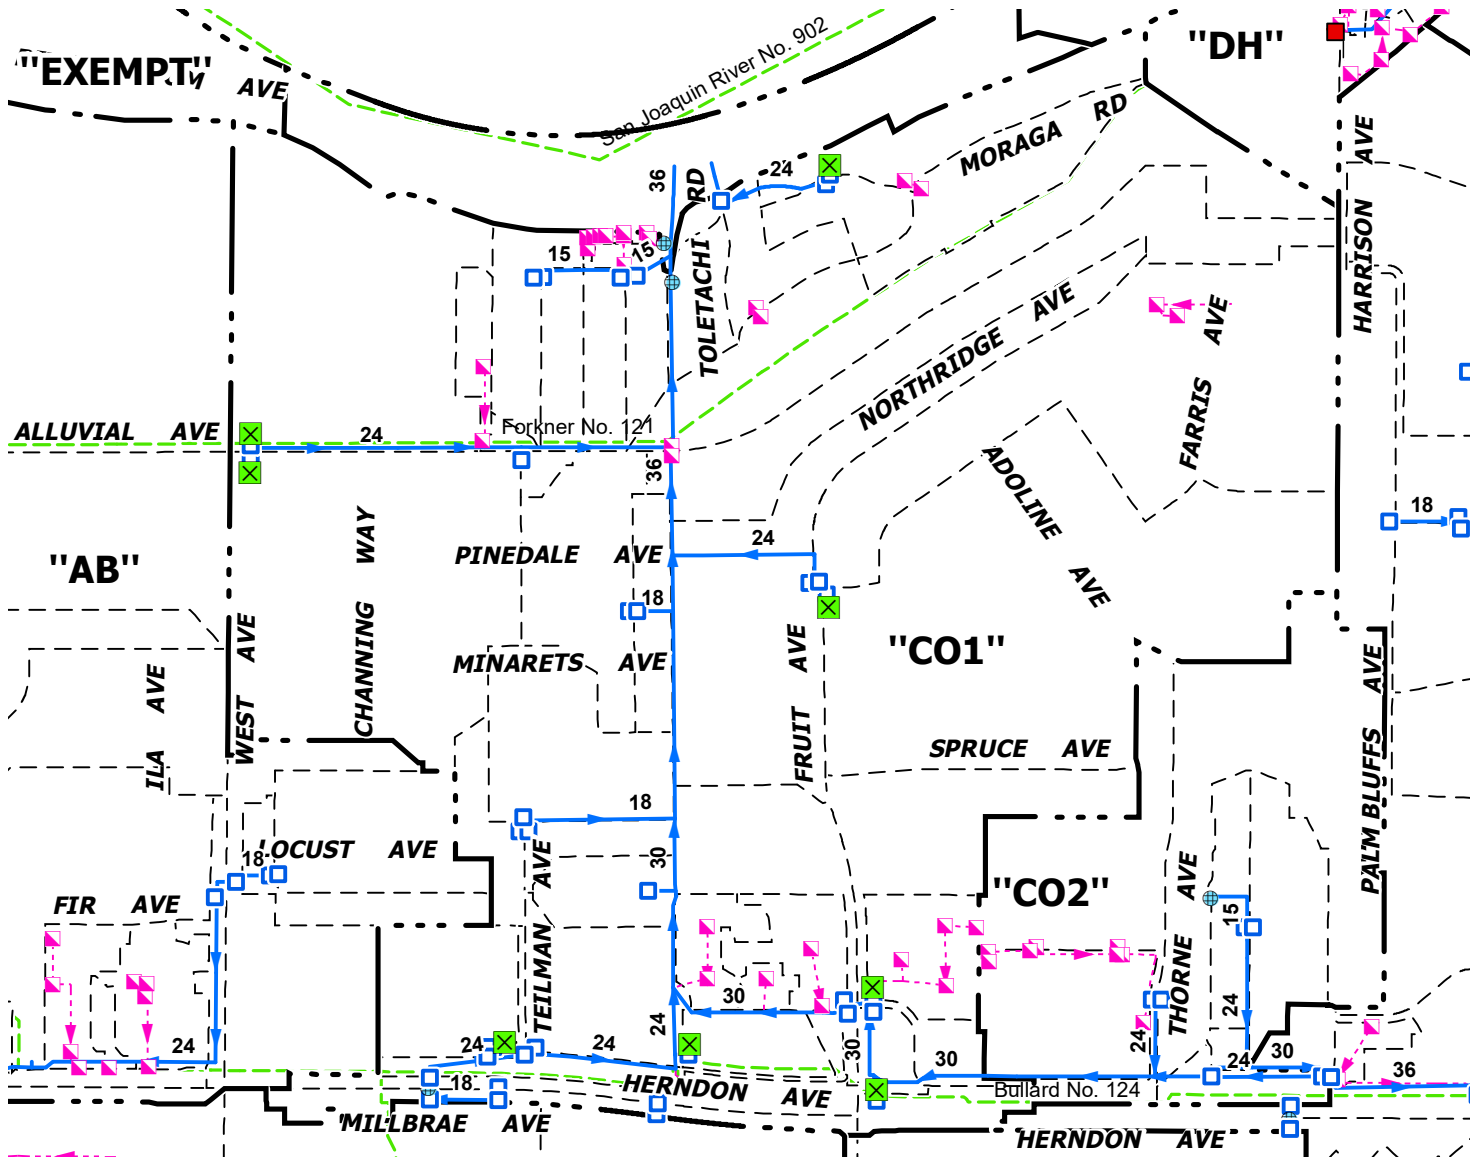 San Joaquin River No. 902
"DH"
"EXEMPT"
AVE
MORAGA RD
HARRISON AVE
24
36
TOLETACHI RD
15
15
NORTHRIDGE AVE
FARRIS AVE
ALLUVIAL AVE
24
Forkner No. 121
36
ADOLINE AVE
18
CHANNING WAY
PINEDALE AVE
24
"AB"
18
WEST AVE
MINARETS AVE
FRUIT AVE
"CO1"
ILA AVE
SPRUCE AVE
PALM BLUFFS AVE
18
LOCUST AVE
18
30
TEILMAN AVE
FIR AVE
"CO2"
THORNE AVE
15
30
24
24
24
24
24
24
30
30
24
30
36
18
HERNDON AVE
Bullard No. 124
MILLBRAE AVE
HERNDON AVE